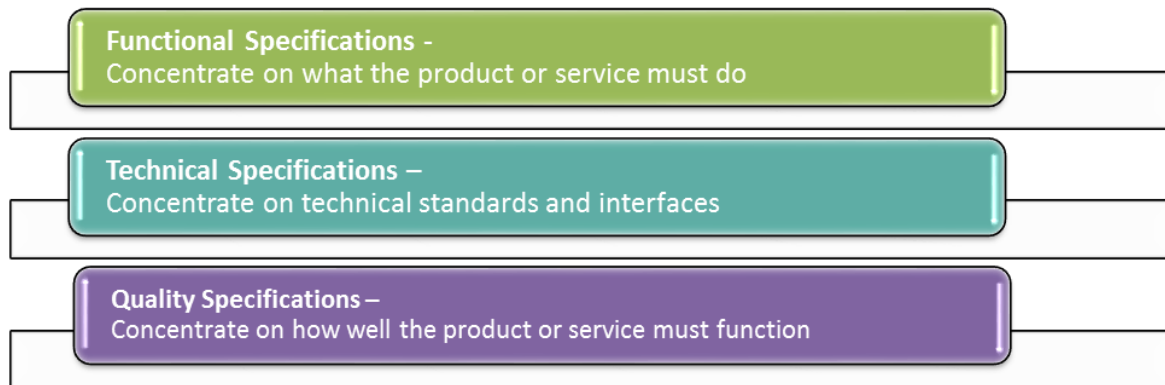 Functional Specifications -
Concentrate on what the product or service must do
Technical Specifications –
Concentrate on technical standards and interfaces
Quality Specifications –
Concentrate on how well the product or service must function